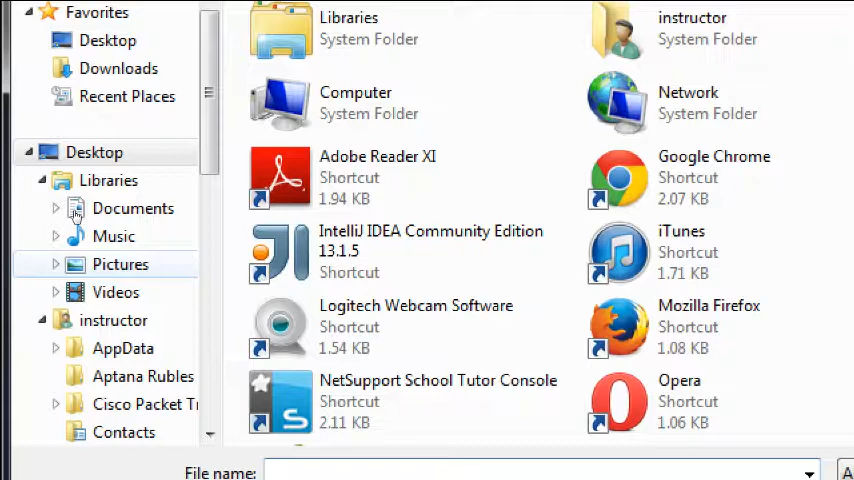 Favorites
Desktop
Downloads
Recent Places
Desktop
Libraries
Documents
Music
Pictures
Videos
instructor
AppData
Aptana Rubles
Cisco Packet Tr
Contacts
Libraries
System Folder
instructor
System Folder
Computer
System Folder
Network
System Folder
Adobe Reader XI
Shortcut
1.94 KB
Google Chrome
Shortcut
2.07 KB
IntelliJ IDEA Community Edition
13.1.5
Shortcut
iTunes
Shortcut
1.71 KB
Logitech Webcam Software
Shortcut
1.54 KB
Mozilla Firefox
Shortcut
1.08 KB
NetSupport School Tutor Console
Shortcut
2.11 KB
Opera
Shortcut
1.06 KB
File name:
A